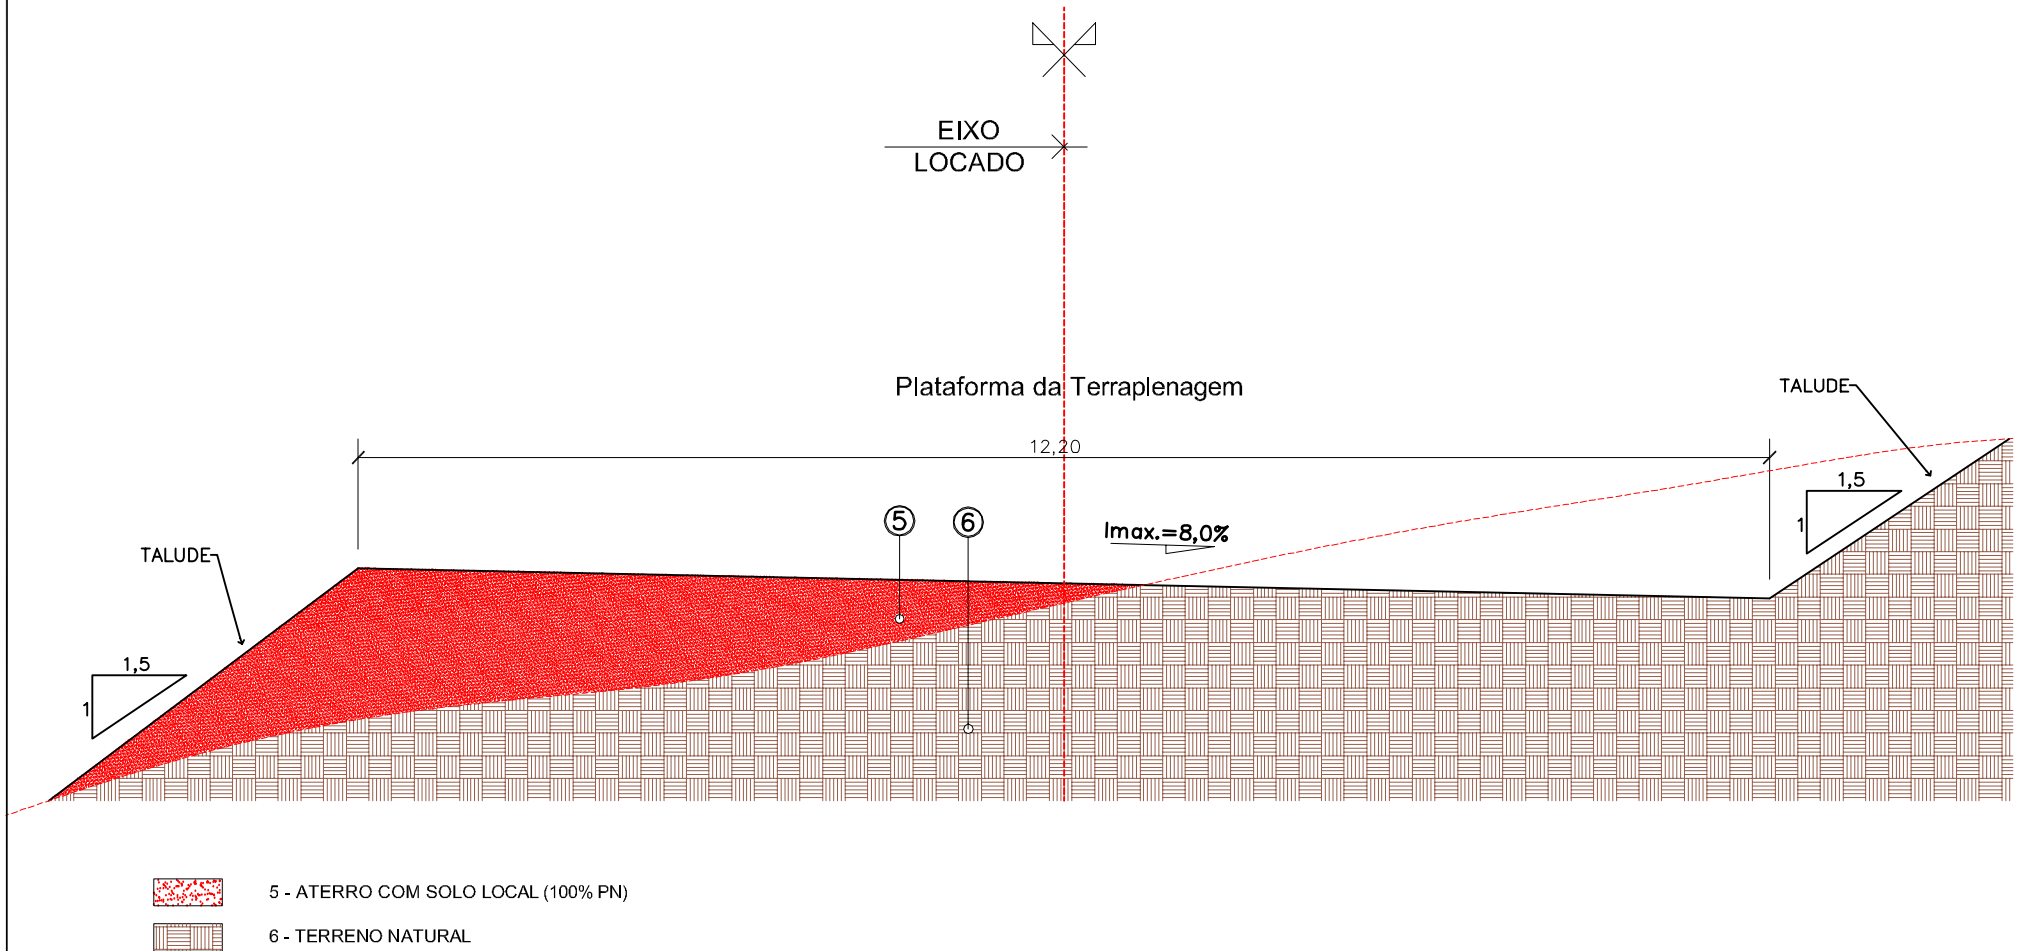 EIXO
LOCADO
Plataforma da Terraplenagem
TALUDE
12,20
1,5
1
5
6
Imax.=8,0%
TALUDE
1,5
1
5 - ATERRO COM SOLO LOCAL (100% PN)
6 - TERRENO NATURAL